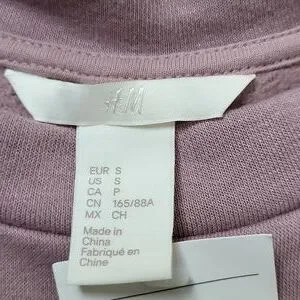 H&M
EUR S
US S
CA P
CN 165/88A
MX CH
Made in
China
Fabriqué en
Chine